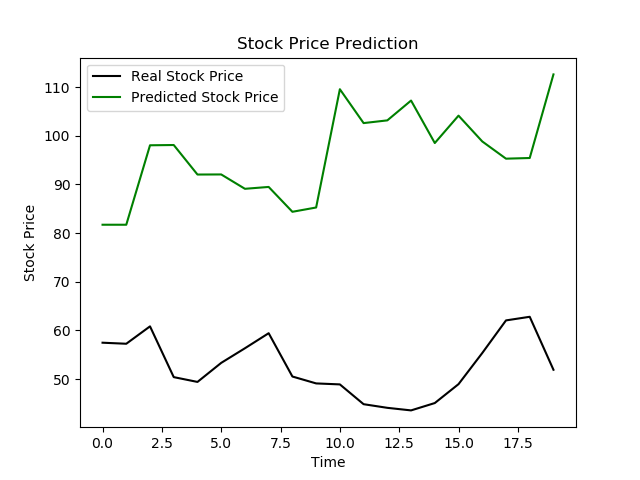 Stock Price Prediction
Real Stock Price
Predicted Stock Price
Stock Price
110
100
90
80
70
60
50
0.0 2.5 5.0 7.5 10.0 12.5 15.0 17.5
Time